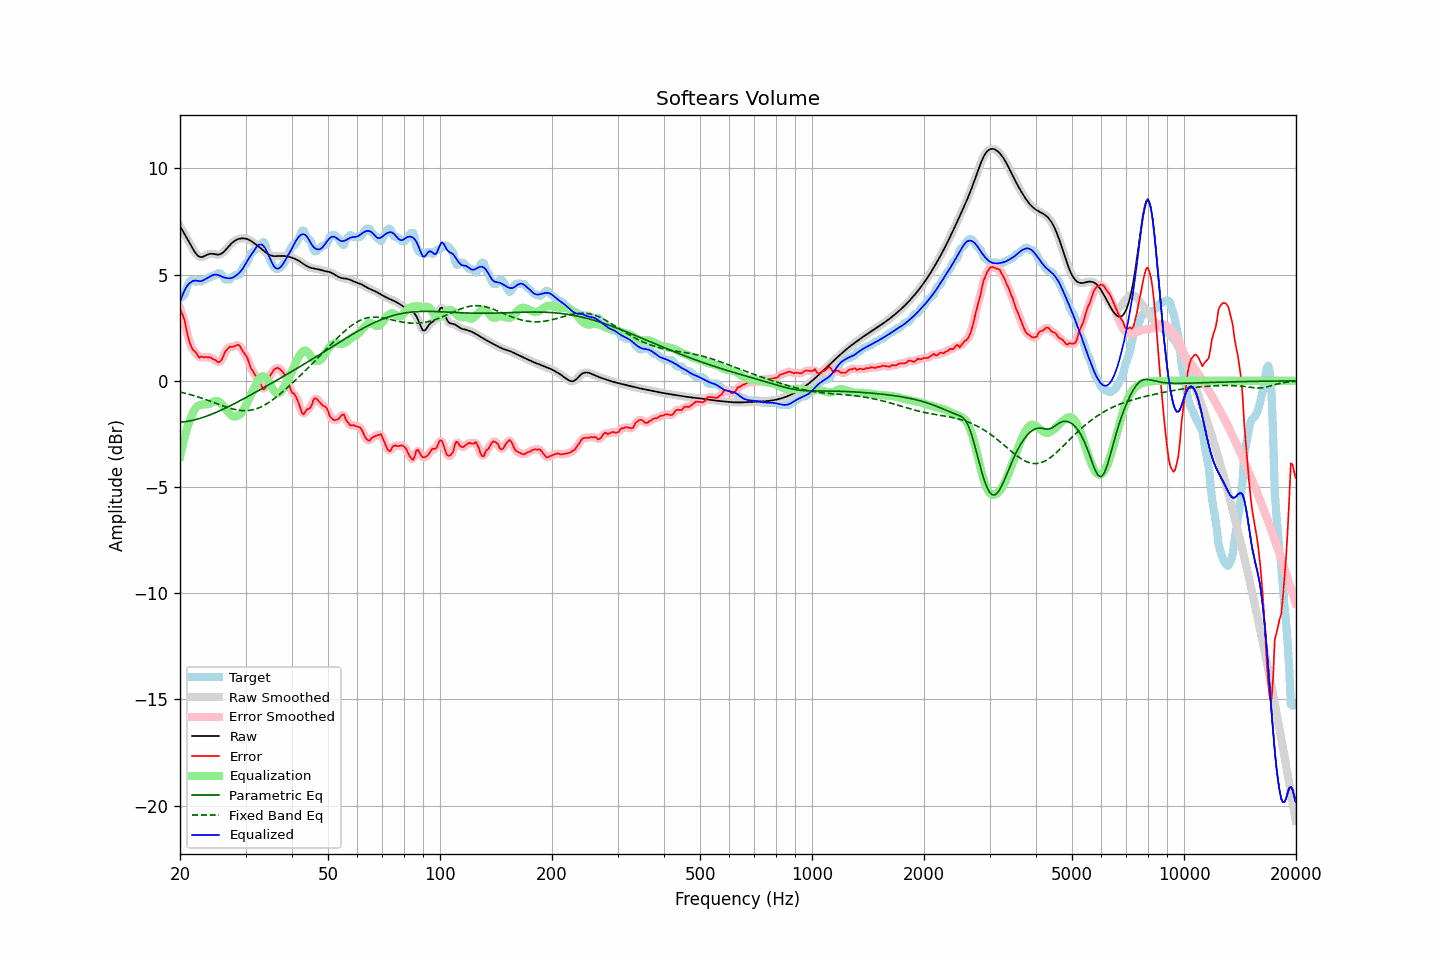 Softears Volume
10
5
0
−5
−10
−15
−20
Amplitude (dBr)
Target
Raw Smoothed
Error Smoothed
Raw
Error
Equalization
Parametric Eq
Fixed Band Eq
Equalized
20 50 100 200 500 1000 2000 5000 10000 20000
Frequency (Hz)